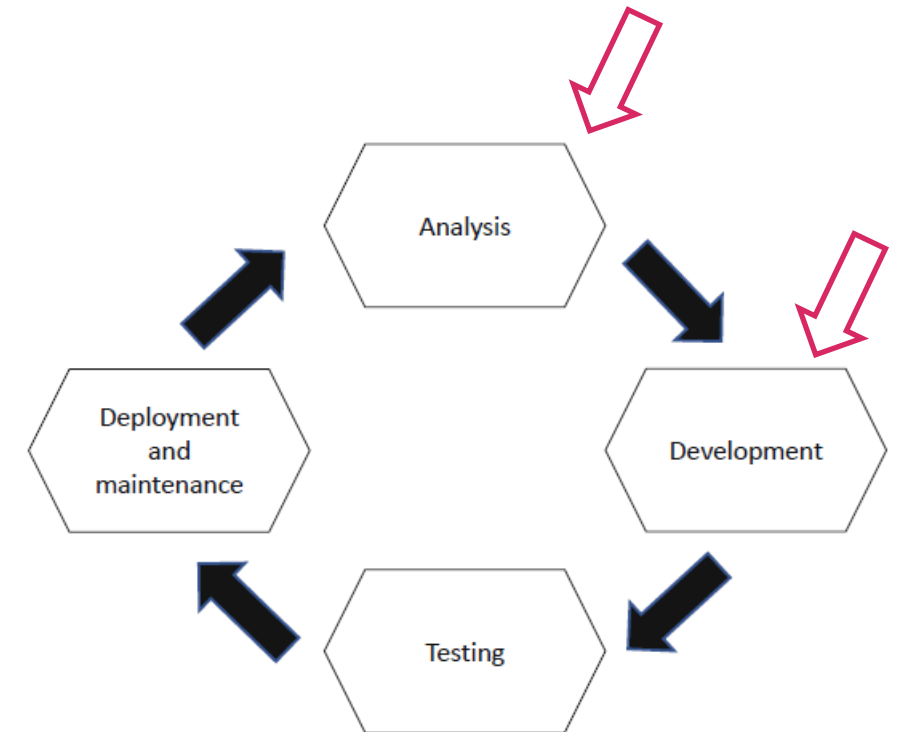 Analysis
Deployment
and
maintenance
Development
Testing